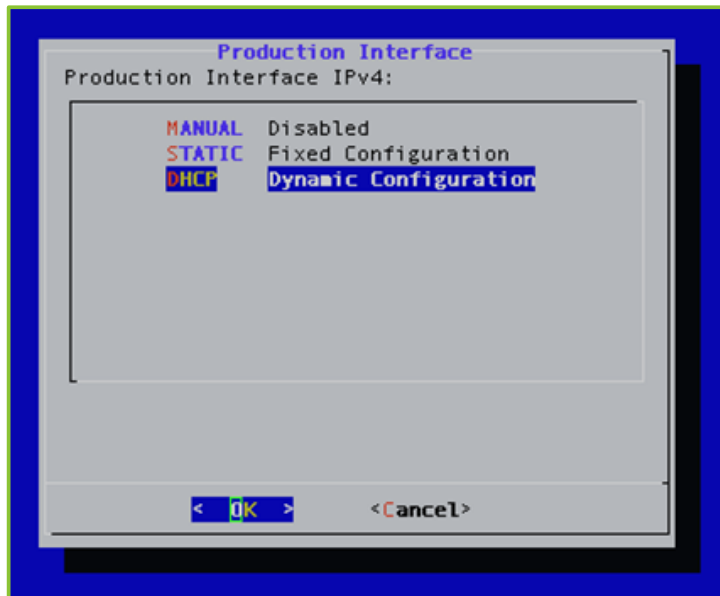 Production Interface
Production Interface IPv4:
MANUAL Disabled
STATIC Fixed Configuration
DHCP Dynamic Configuration
< OK > <Cancel>